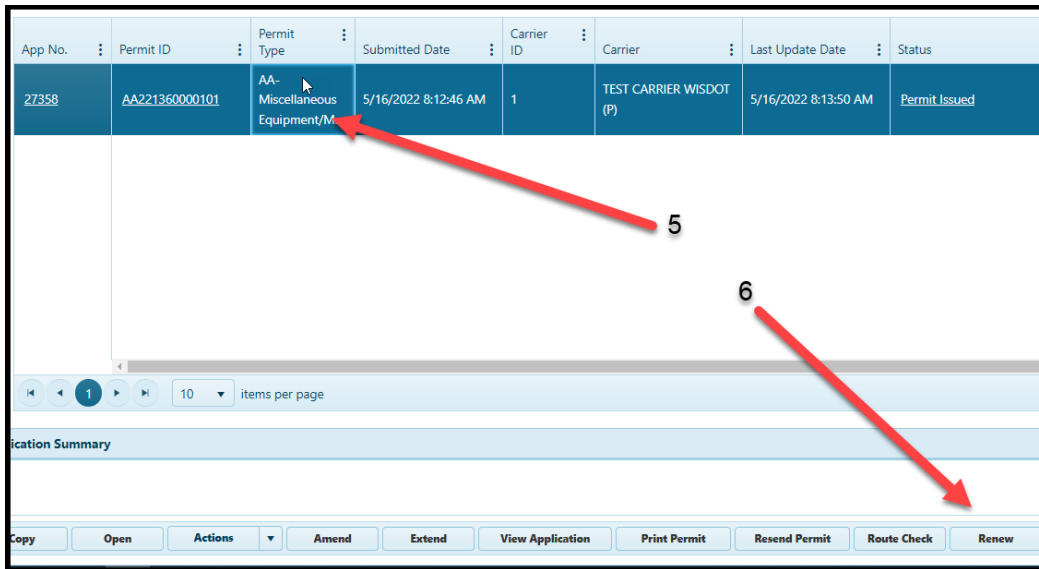 App No.
Permit ID
Permit
Type
Submitted Date
Carrier
ID
Carrier
Last Update Date
Status
27358
AA221360000101
AA-
Miscellaneous
Equipment/M
5/16/2022 8:12:46 AM
1
TEST CARRIER WISDOT
(P)
5/16/2022 8:13:50 AM
Permit Issued
5
6
1
10
items per page
ication Summary
Copy
Open
Actions
Amend
Extend
View Application
Print Permit
Resend Permit
Route Check
Renew